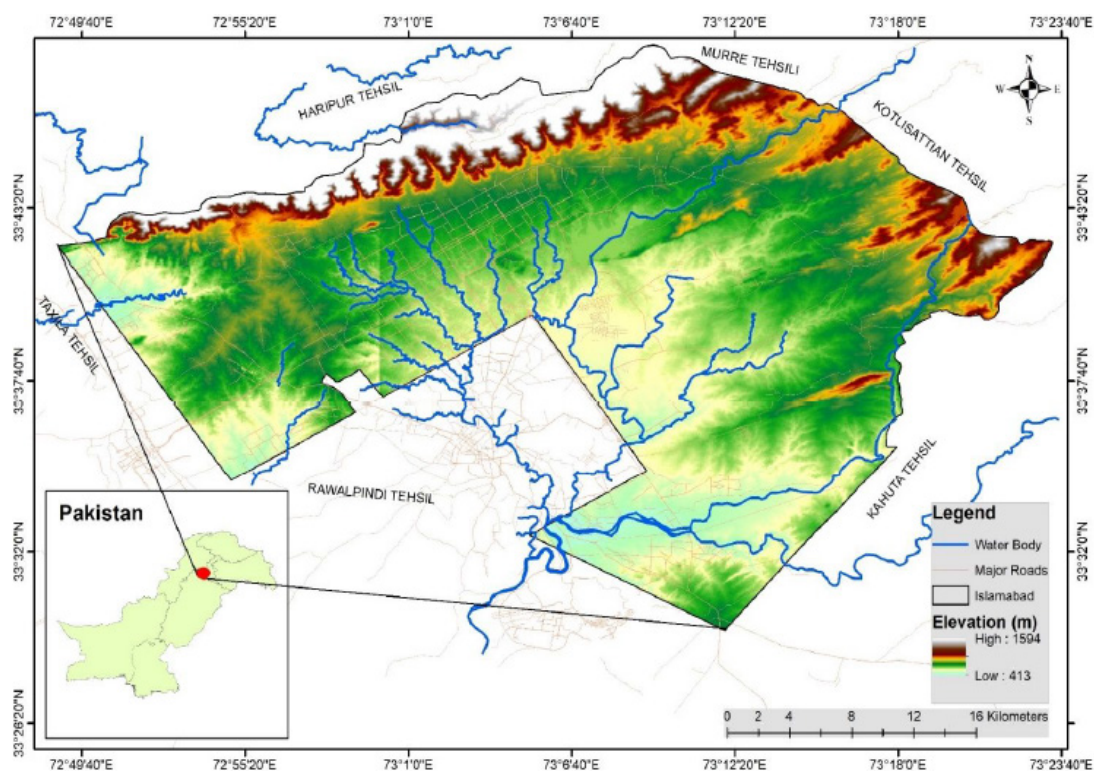 72°49'40"E 72°55'20"E 73°1'0"E 73°6'40"E 73°12'20"E 73°18'0"E 73°23'40"E
MURRE TEHSILI
N
W E
S
HARIPUR TEHSIL
KOTLISATTIAN TEHSIL
33°43'20"N 33°43'20"N
TAXILA TEHSIL
33°37'40"N 33°37'40"N
RAWALPINDI TEHSIL
KAHUTA TEHSIL
Pakistan
Legend
Water Body
Major Roads
Islamabad
Elevation (m)
High : 1594
Low : 413
33°32'0"N 33°32'0"N
0 2 4 8 12 16 Kilometers
33°26'20"N 33°26'20"N
72°49'40"E 72°55'20"E 73°1'0"E 73°6'40"E 73°12'20"E 73°18'0"E 73°23'40"E